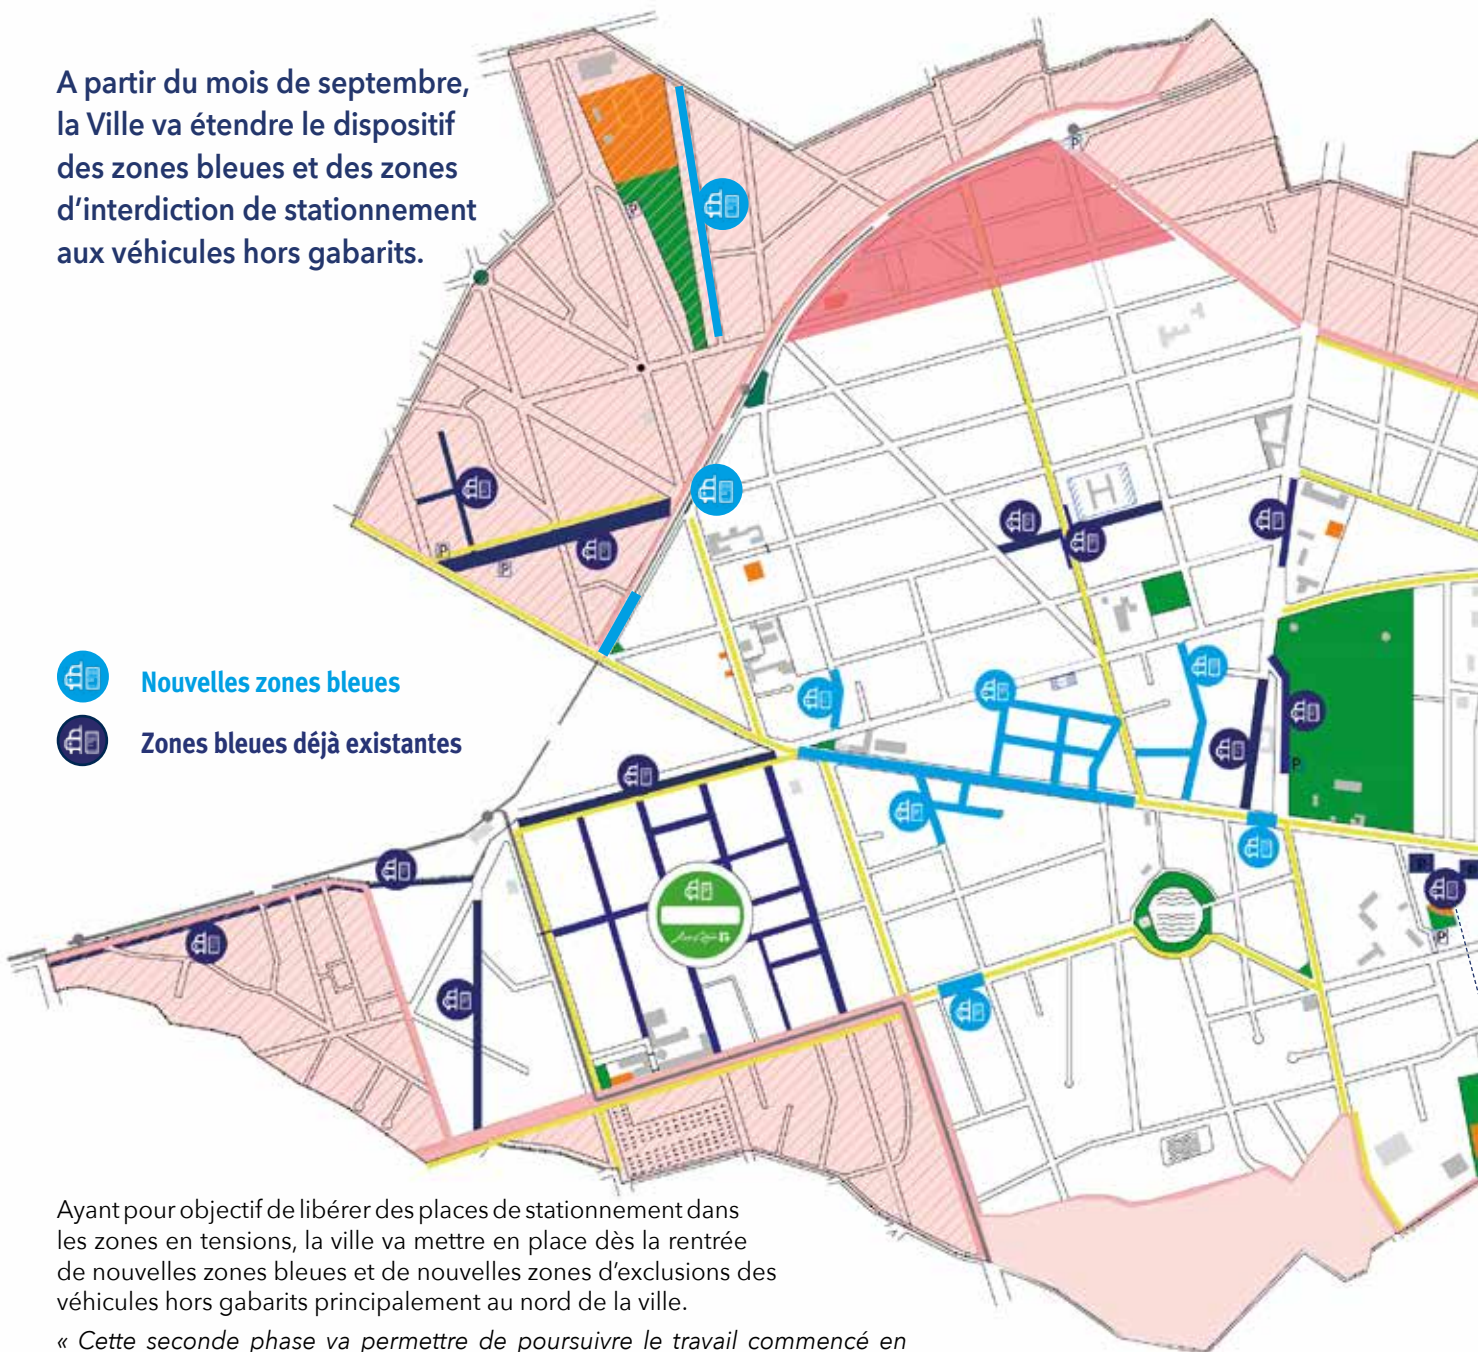 A partir du mois de septembre,
la Ville va étendre le dispositif
des zones bleues et des zones
d'interdiction de stationnement
aux véhicules hors gabarits.
P
P
P
P
Nouvelles zones bleues
Zones bleues déjà existantes
P
P
P
P
Ayant pour objectif de libérer des places de stationnement dans
les zones en tensions, la ville va mettre en place dès la rentrée
de nouvelles zones bleues et de nouvelles zones d'exclusions des
véhicules hors gabarits principalement au nord de la ville.
« Cette seconde phase va permettre de poursuivre le travail commencé en